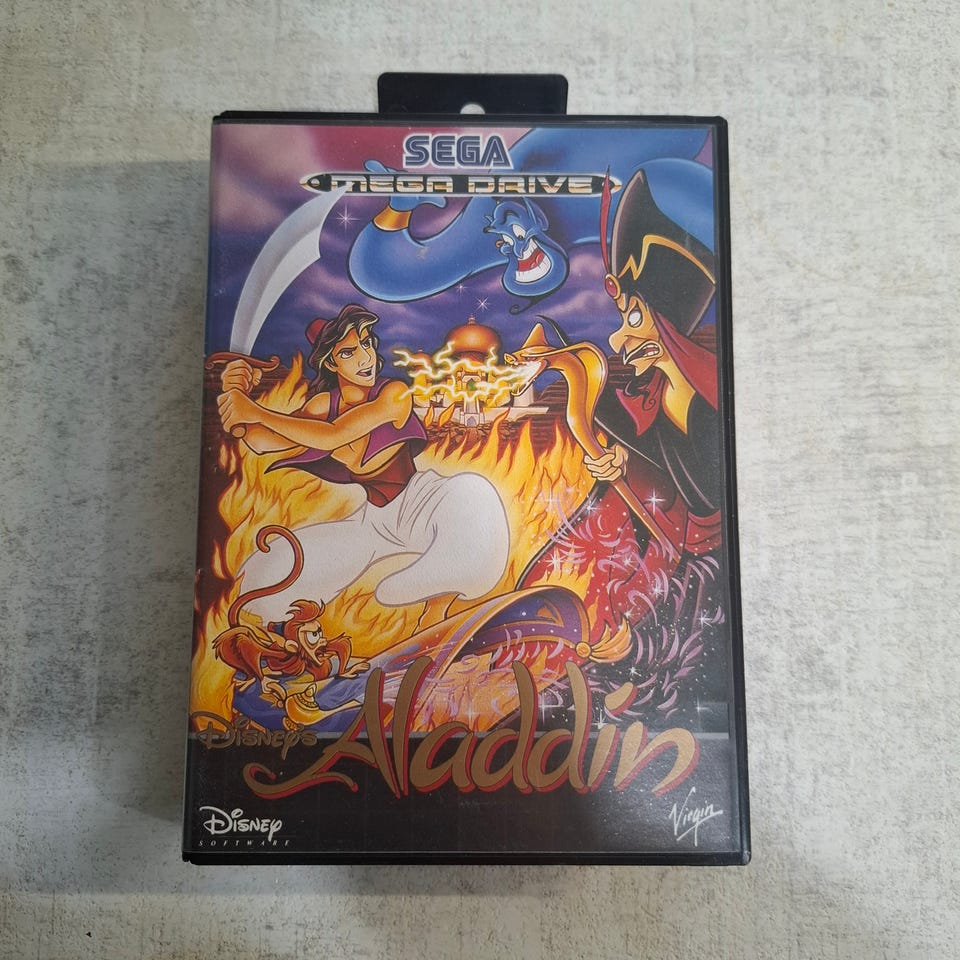 SEGA
MEGA DRIVE
DISNEY'S Aladdin
DISNEY
SOFTWARE
Virgin